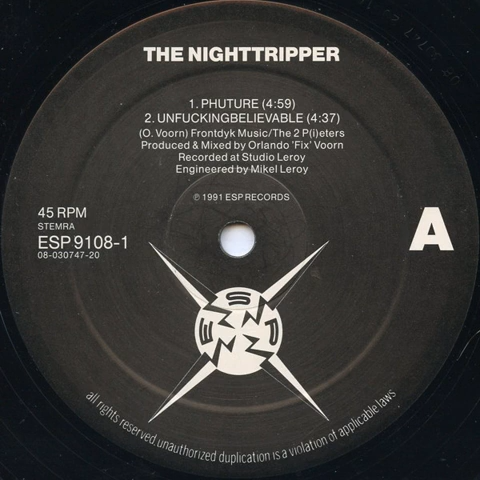 THE NIGHTTRIPPER
1. PHUTURE (4:59)
2. UNFUCKINGBELIEVABLE (4:37)
(O. Voorn) Frontdyk Music/The 2 P(i)eters
Produced & Mixed by Orlando 'Fix' Voorn
Recorded at Studio Leroy
Engineered by Mikel Leroy
℗ 1991 ESP RECORDS
45 RPM
STEMRA
ESP 9108-1
08-030747-20
A
ESP
all rights reserved. unauthorized duplication is a violation of applicable laws